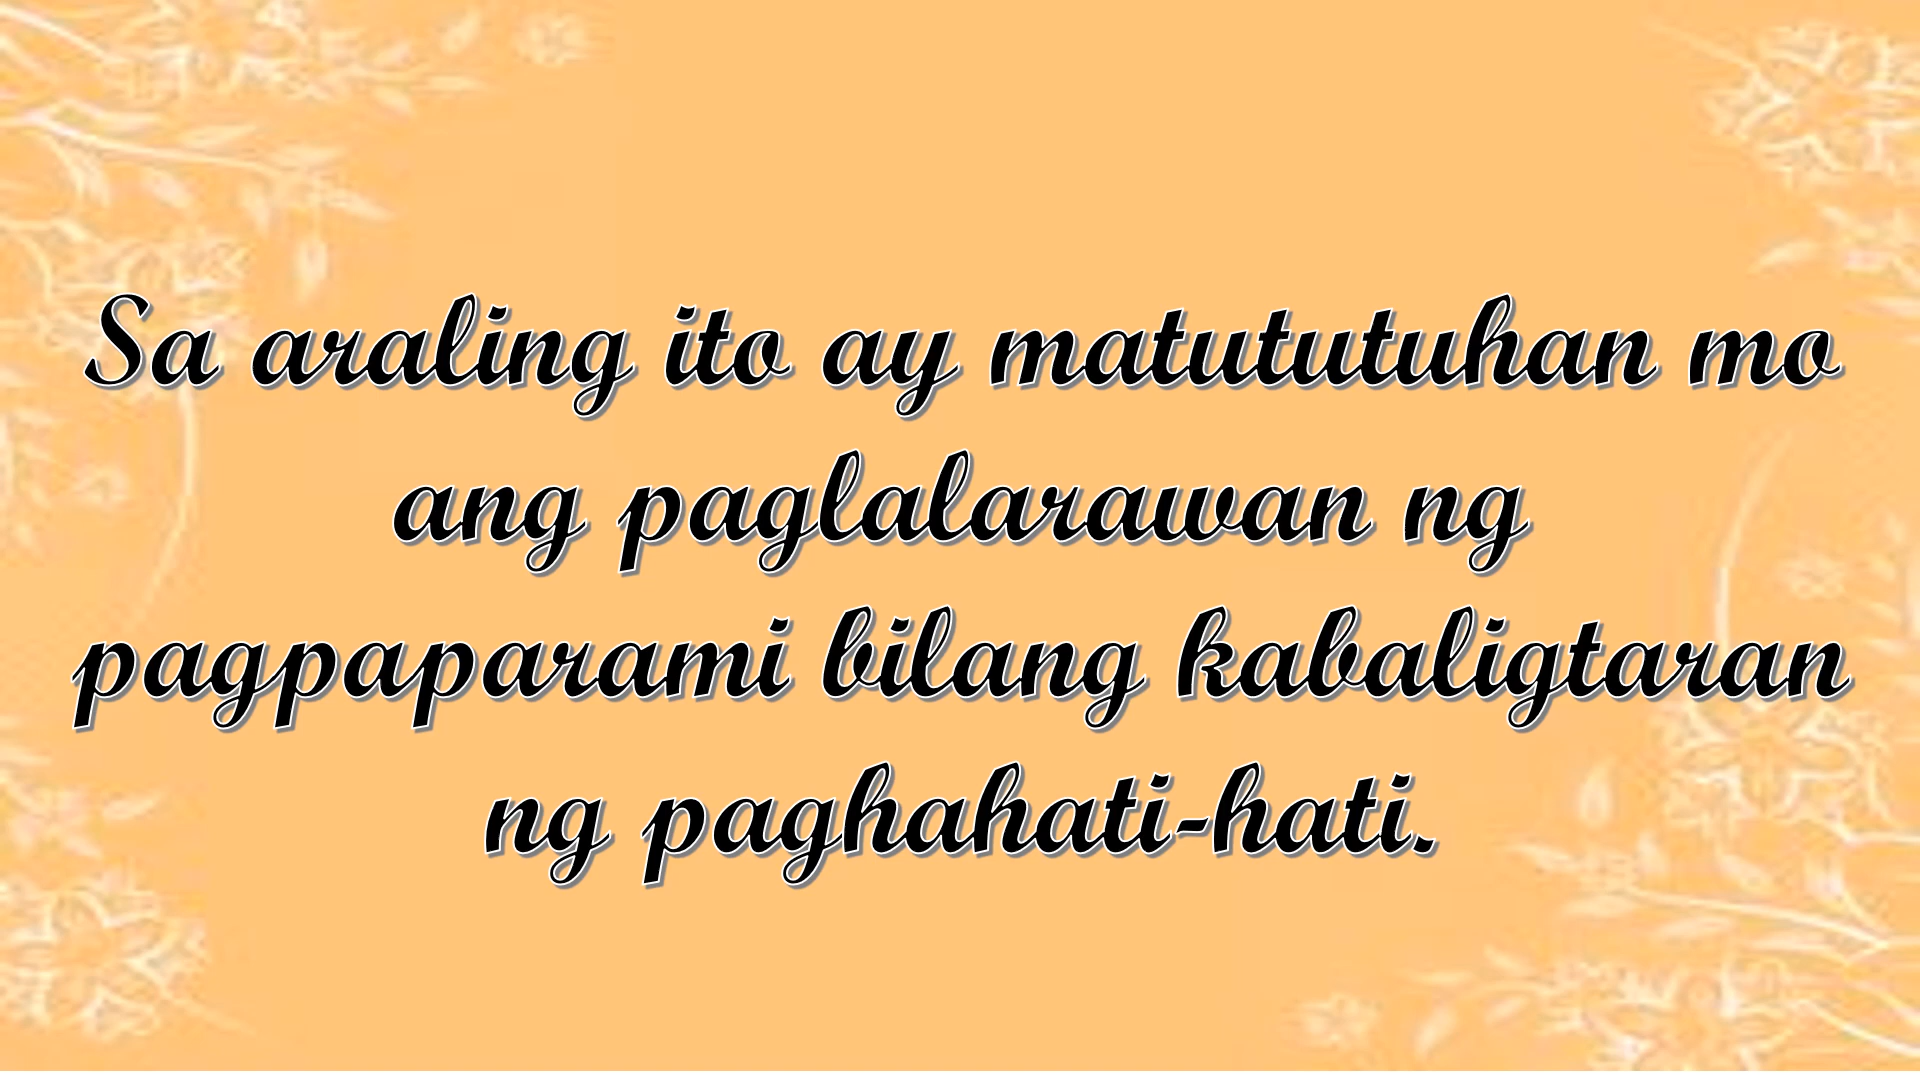 Sa araling ito ay matututuhan mo
ang paglalarawan ng
pagpaparami bilang kabaligtaran
ng paghahati-hati.